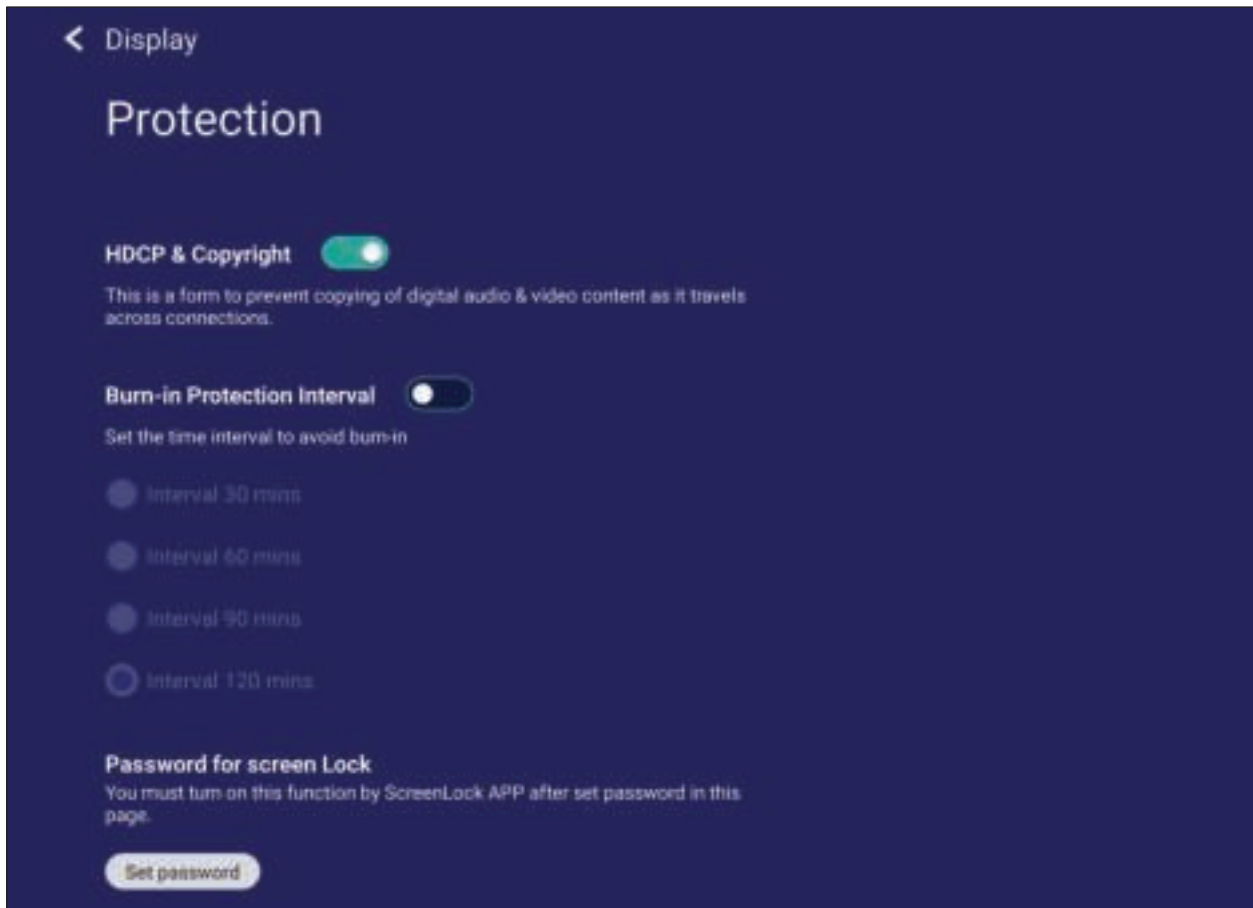 Display
Protection
HDCP & Copyright
This is a form to prevent copying of digital audio & video content as it travels
across connections.
Burn-in Protection Interval
Set the time interval to avoid burn-in
Interval 30 mins
Interval 60 mins
Interval 90 mins
Interval 120 mins
Password for screen Lock
You must turn on this function by ScreenLock APP after set password in this
page.
Set password